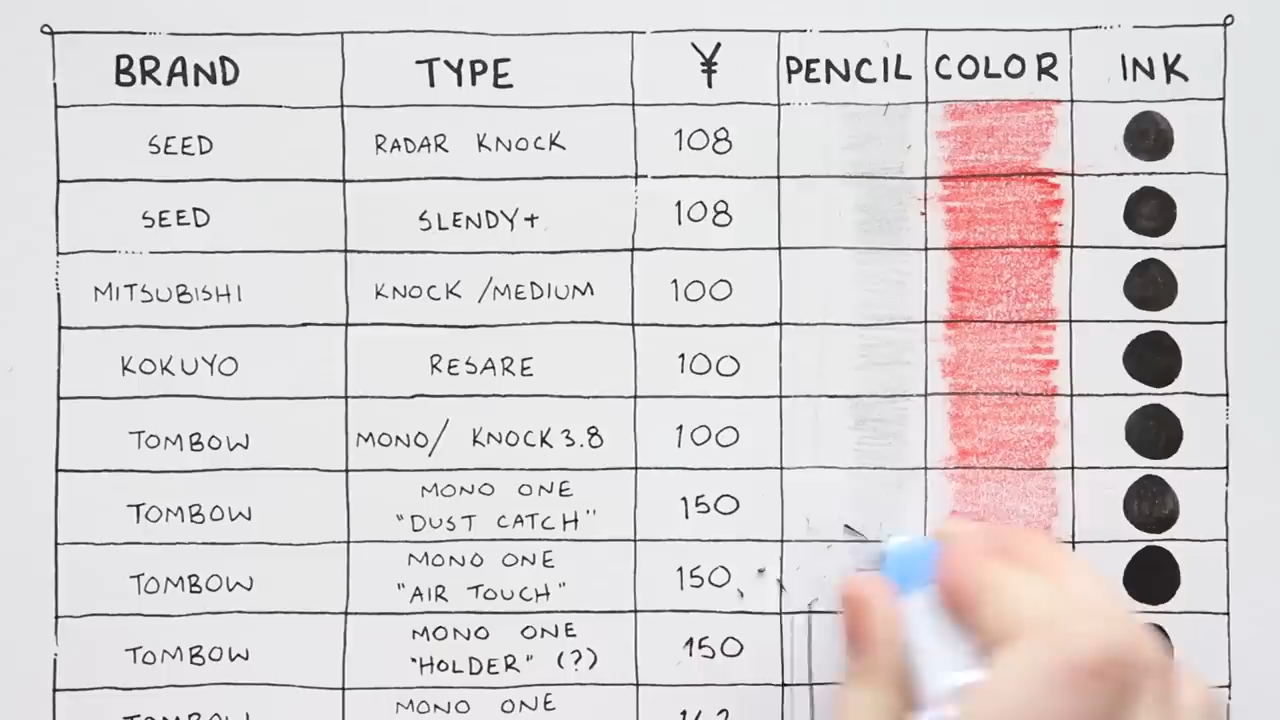 BRAND TYPE ¥ PENCIL COLOR INK
SEED RADAR KNOCK 108
SEED SLENDY+ 108
MITSUBISHI KNOCK /MEDIUM 100
KOKUYO RESARE 100
TOMBOW MONO/ KNOCK 3.8 100
TOMBOW MONO ONE "DUST CATCH" 150
TOMBOW MONO ONE "AIR TOUCH" 150
TOMBOW MONO ONE "HOLDER" (?) 150
MONO ONE